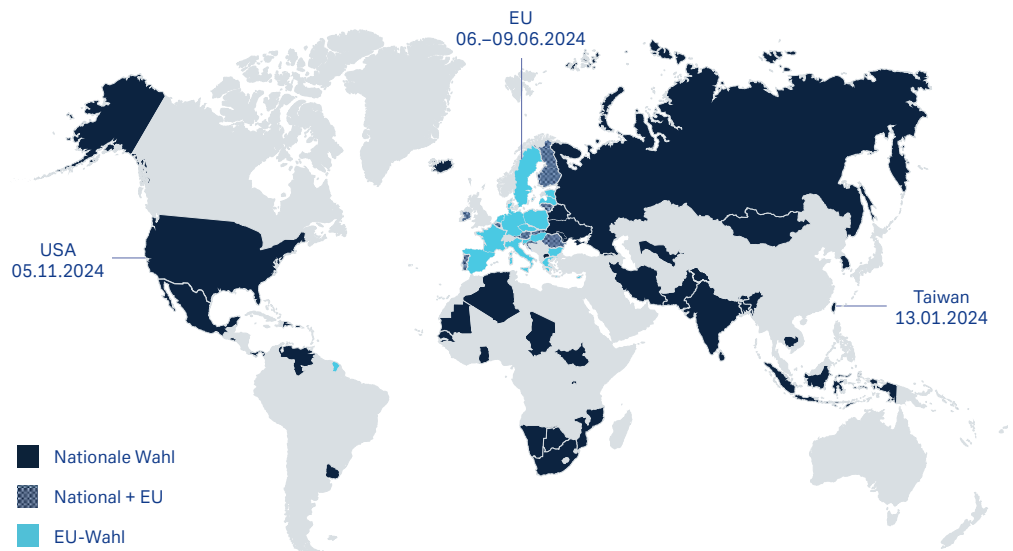 EU
06.–09.06.2024
USA
05.11.2024
Taiwan
13.01.2024
Nationale Wahl
National + EU
EU-Wahl